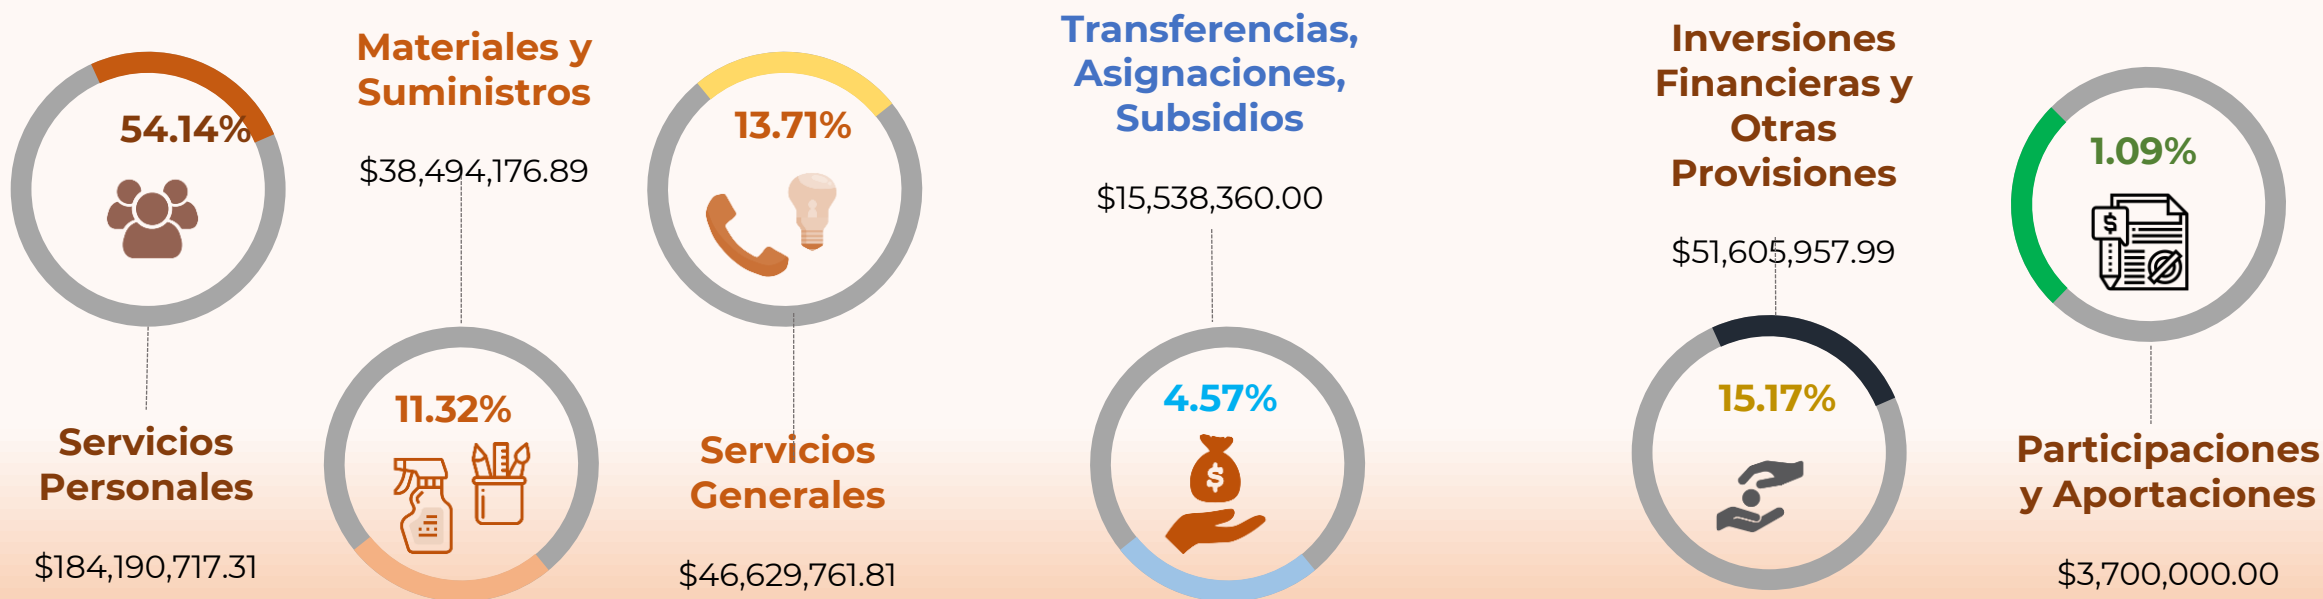 54.14%
Servicios
Personales
$184,190,717.31
Materiales y
Suministros
$38,494,176.89
11.32%
13.71%
Servicios
Generales
$46,629,761.81
Transferencias,
Asignaciones,
Subsidios
$15,538,360.00
4.57%
$
Inversiones
Financieras y
Otras
Provisiones
$51,605,957.99
15.17%
1.09%
$
Participaciones
y Aportaciones
$3,700,000.00